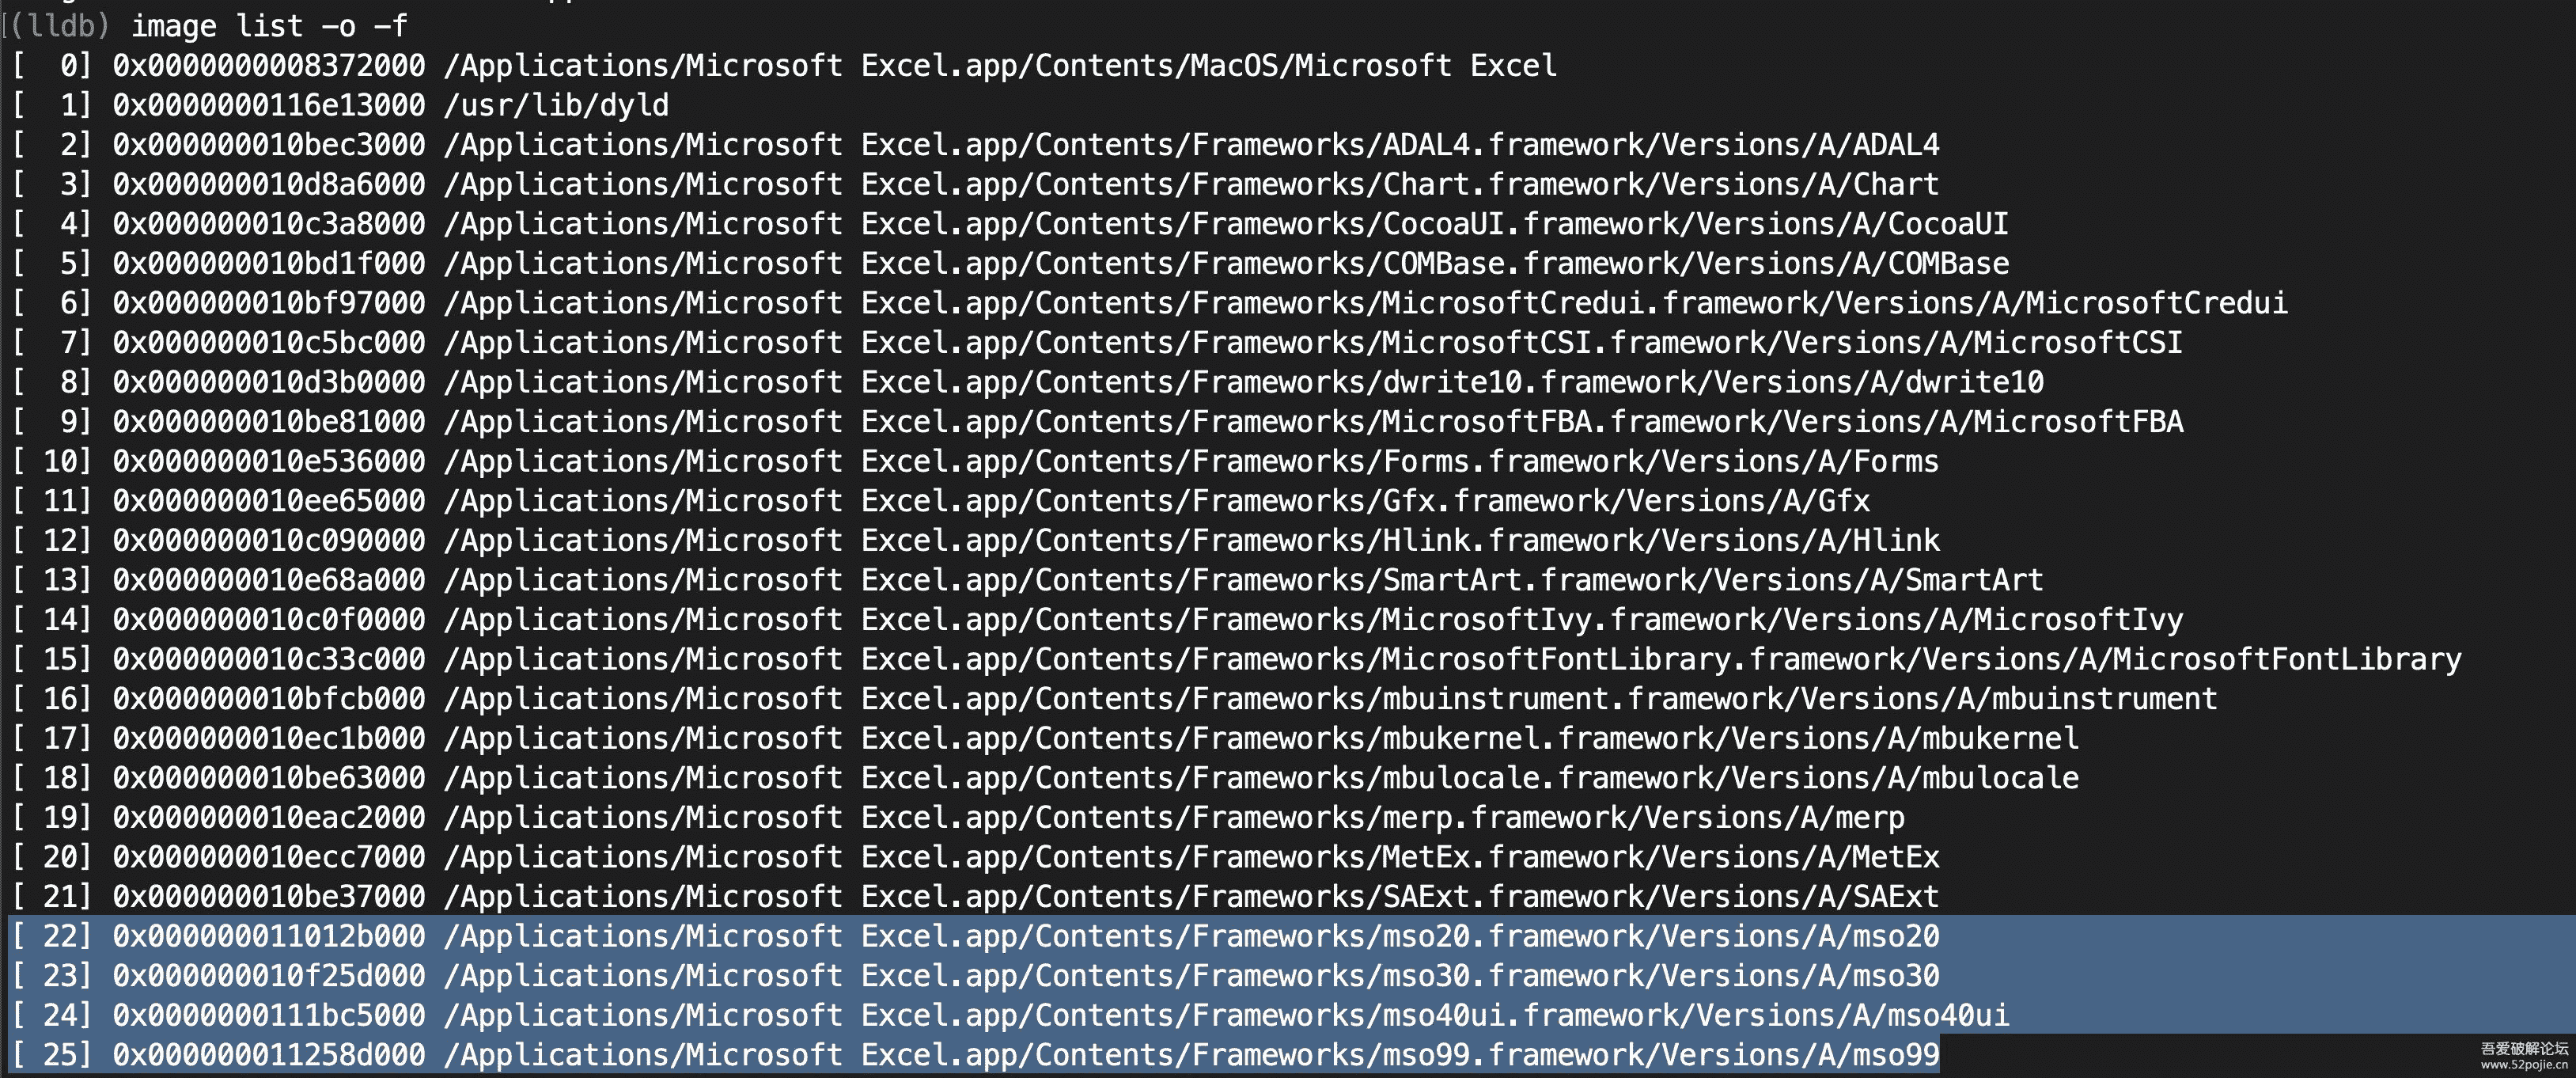 (lldb) image list -o -f
[  0] 0x0000000008372000 /Applications/Microsoft Excel.app/Contents/MacOS/Microsoft Excel
[  1] 0x0000000116e13000 /usr/lib/dyld
[  2] 0x000000010bec3000 /Applications/Microsoft Excel.app/Contents/Frameworks/ADAL4.framework/Versions/A/ADAL4
[  3] 0x000000010d8a6000 /Applications/Microsoft Excel.app/Contents/Frameworks/Chart.framework/Versions/A/Chart
[  4] 0x000000010c3a8000 /Applications/Microsoft Excel.app/Contents/Frameworks/CocoaUI.framework/Versions/A/CocoaUI
[  5] 0x000000010bd1f000 /Applications/Microsoft Excel.app/Contents/Frameworks/COMBase.framework/Versions/A/COMBase
[  6] 0x000000010bf97000 /Applications/Microsoft Excel.app/Contents/Frameworks/MicrosoftCredui.framework/Versions/A/MicrosoftCredui
[  7] 0x000000010c5bc000 /Applications/Microsoft Excel.app/Contents/Frameworks/MicrosoftCSI.framework/Versions/A/MicrosoftCSI
[  8] 0x000000010d3b0000 /Applications/Microsoft Excel.app/Contents/Frameworks/dwrite10.framework/Versions/A/dwrite10
[  9] 0x000000010be81000 /Applications/Microsoft Excel.app/Contents/Frameworks/MicrosoftFBA.framework/Versions/A/MicrosoftFBA
[ 10] 0x000000010e536000 /Applications/Microsoft Excel.app/Contents/Frameworks/Forms.framework/Versions/A/Forms
[ 11] 0x000000010ee65000 /Applications/Microsoft Excel.app/Contents/Frameworks/Gfx.framework/Versions/A/Gfx
[ 12] 0x000000010c090000 /Applications/Microsoft Excel.app/Contents/Frameworks/Hlink.framework/Versions/A/Hlink
[ 13] 0x000000010e68a000 /Applications/Microsoft Excel.app/Contents/Frameworks/SmartArt.framework/Versions/A/SmartArt
[ 14] 0x000000010c0f0000 /Applications/Microsoft Excel.app/Contents/Frameworks/MicrosoftIvy.framework/Versions/A/MicrosoftIvy
[ 15] 0x000000010c33c000 /Applications/Microsoft Excel.app/Contents/Frameworks/MicrosoftFontLibrary.framework/Versions/A/MicrosoftFontLibrary
[ 16] 0x000000010bfcb000 /Applications/Microsoft Excel.app/Contents/Frameworks/mbuinstrument.framework/Versions/A/mbuinstrument
[ 17] 0x000000010ec1b000 /Applications/Microsoft Excel.app/Contents/Frameworks/mbukernel.framework/Versions/A/mbukernel
[ 18] 0x000000010be63000 /Applications/Microsoft Excel.app/Contents/Frameworks/mbulocale.framework/Versions/A/mbulocale
[ 19] 0x000000010eac2000 /Applications/Microsoft Excel.app/Contents/Frameworks/merp.framework/Versions/A/merp
[ 20] 0x000000010ecc7000 /Applications/Microsoft Excel.app/Contents/Frameworks/MetEx.framework/Versions/A/MetEx
[ 21] 0x000000010be37000 /Applications/Microsoft Excel.app/Contents/Frameworks/SAExt.framework/Versions/A/SAExt
[ 22] 0x000000011012b000 /Applications/Microsoft Excel.app/Contents/Frameworks/mso20.framework/Versions/A/mso20
[ 23] 0x000000010f25d000 /Applications/Microsoft Excel.app/Contents/Frameworks/mso30.framework/Versions/A/mso30
[ 24] 0x0000000111bc5000 /Applications/Microsoft Excel.app/Contents/Frameworks/mso40ui.framework/Versions/A/mso40ui
[ 25] 0x000000011258d000 /Applications/Microsoft Excel.app/Contents/Frameworks/mso99.framework/Versions/A/mso99
吾爱破解论坛
www.52pojie.cn